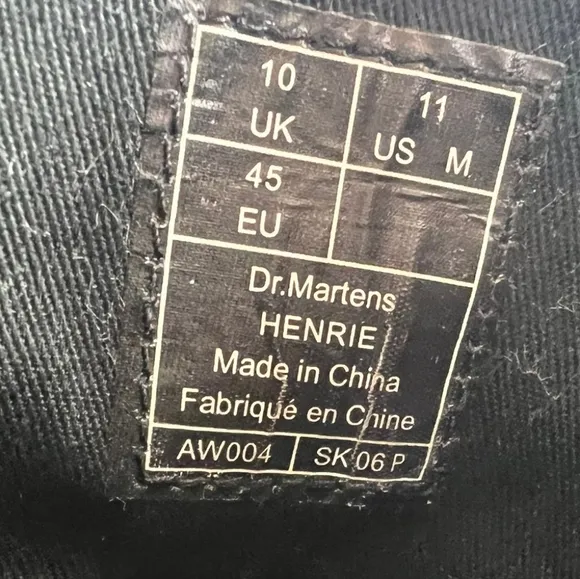 10
UK
11
US M
45
EU
Dr.Martens
HENRIE
Made in China
Fabriqué en Chine
AW004
SK 06 P